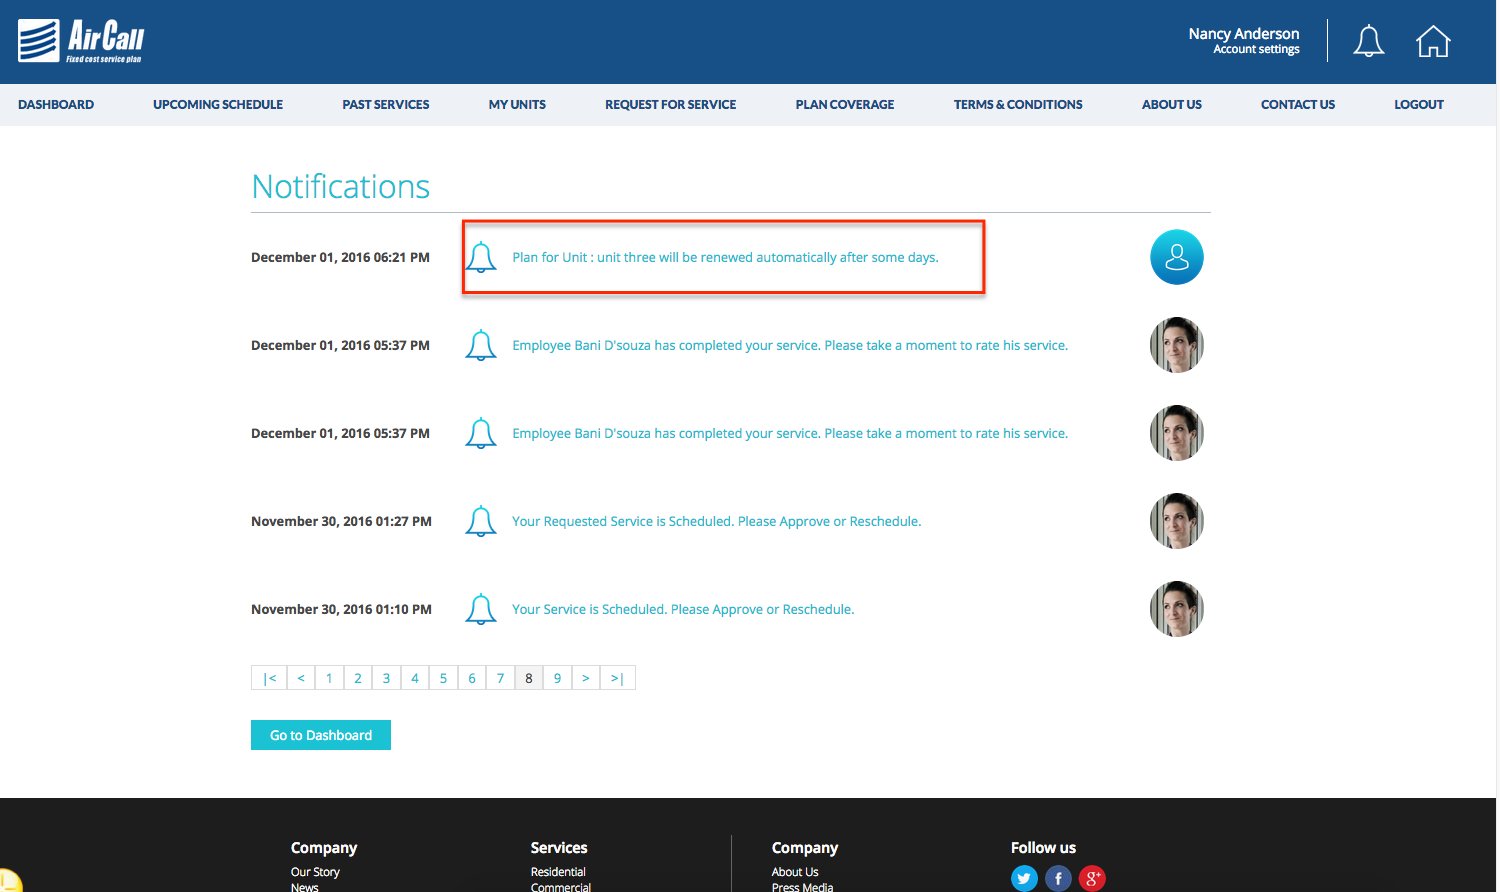 AirCall
Fixed cost service plan
Nancy Anderson
Account settings
DASHBOARD UPCOMING SCHEDULE PAST SERVICES MY UNITS REQUEST FOR SERVICE PLAN COVERAGE TERMS & CONDITIONS ABOUT US CONTACT US LOGOUT
Notifications
December 01, 2016 06:21 PM Plan for Unit : unit three will be renewed automatically after some days.
December 01, 2016 05:37 PM Employee Bani D'souza has completed your service. Please take a moment to rate his service.
December 01, 2016 05:37 PM Employee Bani D'souza has completed your service. Please take a moment to rate his service.
November 30, 2016 01:27 PM Your Requested Service is Scheduled. Please Approve or Reschedule.
November 30, 2016 01:10 PM Your Service is Scheduled. Please Approve or Reschedule.
|< < 1 2 3 4 5 6 7 8 9 > >|
Go to Dashboard
Company Services Company Follow us
Our Story Residential About Us
News Commercial Press Media